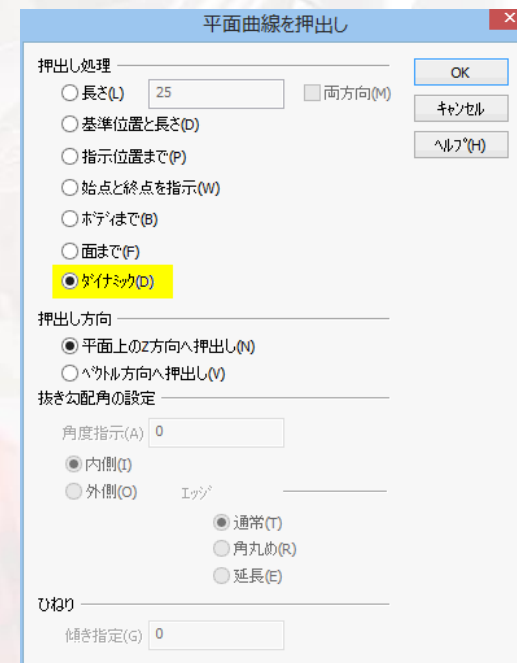 平面曲線を押出し
押出し処理
長さ(L) 25 両方向(M)
基準位置と長さ(D)
指示位置まで(P)
始点と終点を指示(W)
ﾎﾞﾃﾞｨまで(B)
面まで(F)
ﾀﾞｲﾅﾐｯｸ(D)
OK
ｷｬﾝｾﾙ
ﾍﾙﾌﾟ(H)
押出し方向
平面上のZ方向へ押出し(N)
ﾍﾞｸﾄﾙ方向へ押出し(V)
抜き勾配角の設定
角度指示(A) 0
内側(I)
外側(O) ｴｯｼﾞ
通常(T)
角丸め(R)
延長(E)
ひねり
傾き指定(G) 0